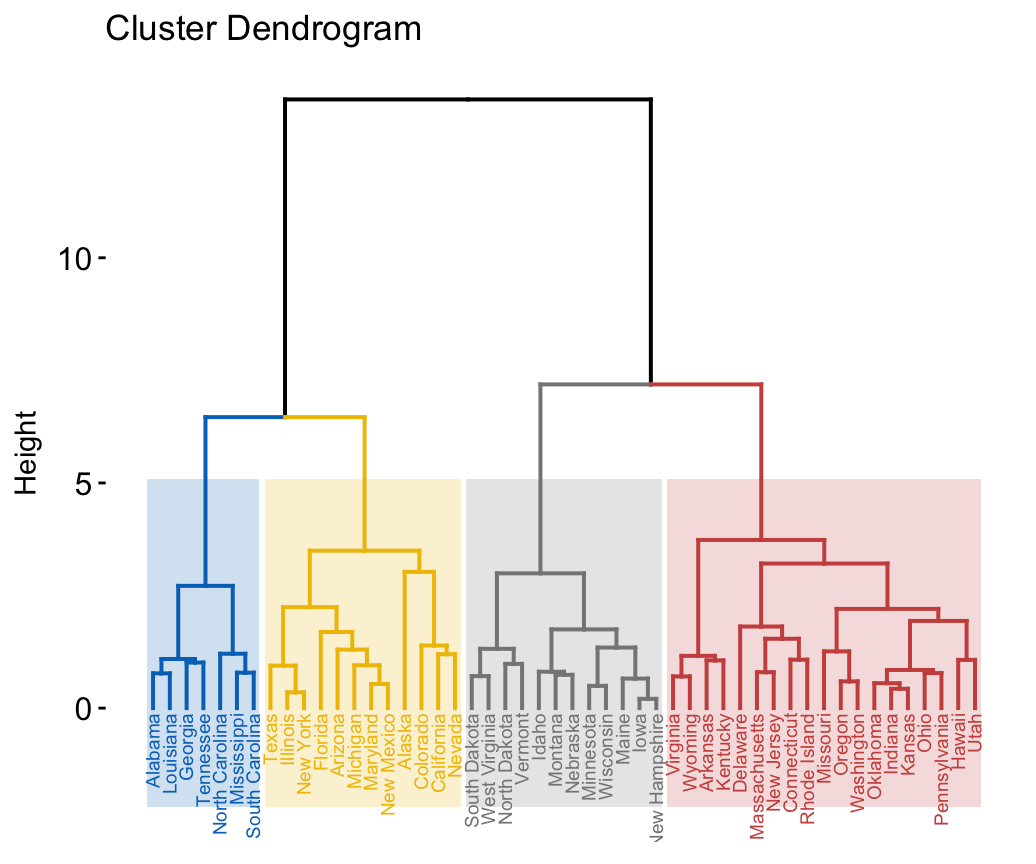 Cluster Dendrogram
Height
10
5
0
Alabama
Louisiana
Georgia
Tennessee
North Carolina
Mississippi
South Carolina
Texas
Illinois
New York
Florida
Arizona
Michigan
Maryland
New Mexico
Alaska
Colorado
California
Nevada
South Dakota
West Virginia
North Dakota
Vermont
Idaho
Montana
Nebraska
Minnesota
Wisconsin
Maine
Iowa
New Hampshire
Virginia
Wyoming
Arkansas
Kentucky
Delaware
Massachusetts
New Jersey
Connecticut
Rhode Island
Missouri
Oregon
Washington
Oklahoma
Indiana
Kansas
Ohio
Pennsylvania
Hawaii
Utah